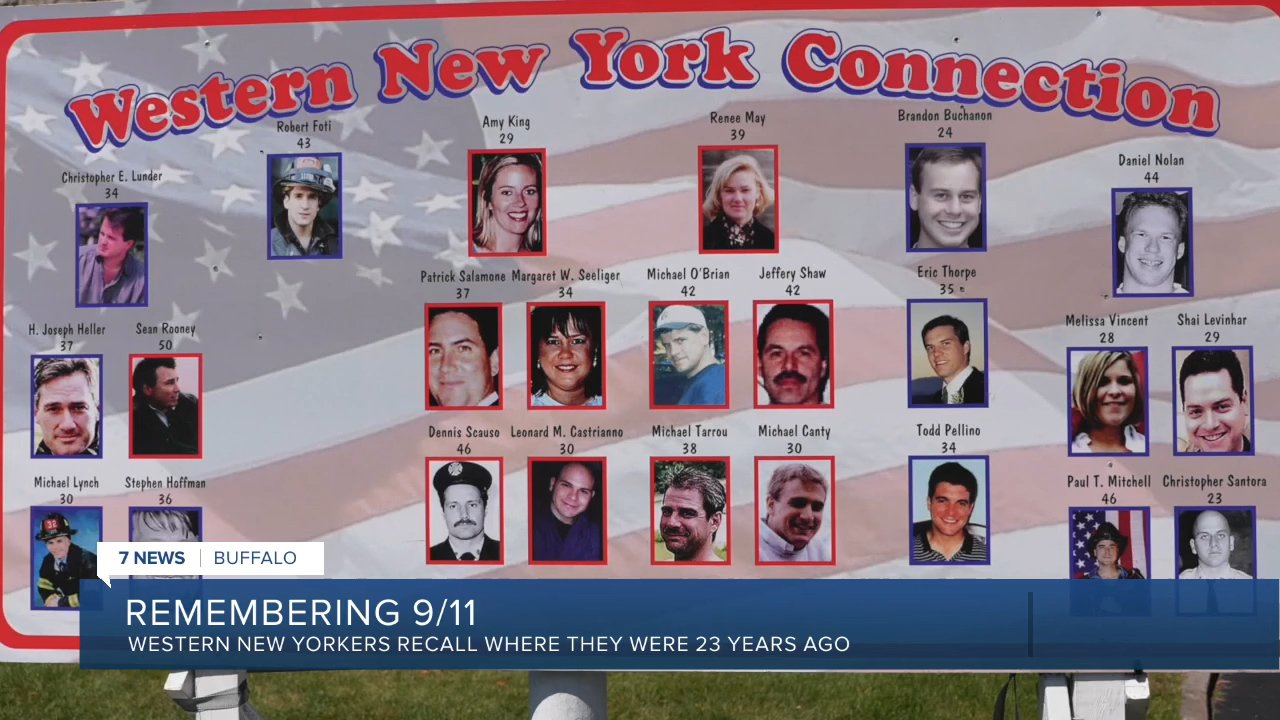 Western New York Connection
Robert Foti
43
Amy King
29
Renee May
39
Brandon Buchanon
24
Christopher E. Lunder
34
Daniel Nolan
44
Patrick Salamone
37
Margaret W. Seeliger
34
Michael O'Brian
42
Jeffery Shaw
42
Eric Thorpe
35
H. Joseph Heller
37
Sean Rooney
50
Melissa Vincent
28
Shai Levinhar
29
Dennis Scauso
46
Leonard M. Castrianno
30
Michael Tarrou
38
Michael Canty
30
Todd Pellino
34
Michael Lynch
30
Stephen Hoffman
36
Paul T. Mitchell
46
Christopher Santora
23
7 NEWS | BUFFALO
REMEMBERING 9/11
WESTERN NEW YORKERS RECALL WHERE THEY WERE 23 YEARS AGO